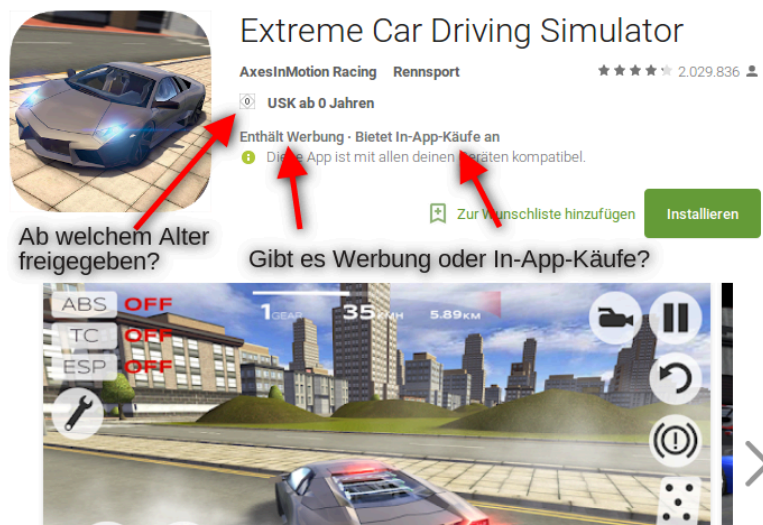 Extreme Car Driving Simulator
AxesInMotion Racing Rennsport 2.029.836
0 USK ab 0 Jahren
Enthält Werbung · Bietet In-App-Käufe an
Diese App ist mit allen deinen Geräten kompatibel.
Zur Wunschliste hinzufügen Installieren
Ab welchem Alter
freigegeben?
Gibt es Werbung oder In-App-Käufe?
ABS OFF
TC OFF
ESP OFF
1 GEAR 35 KMH 5.89KM